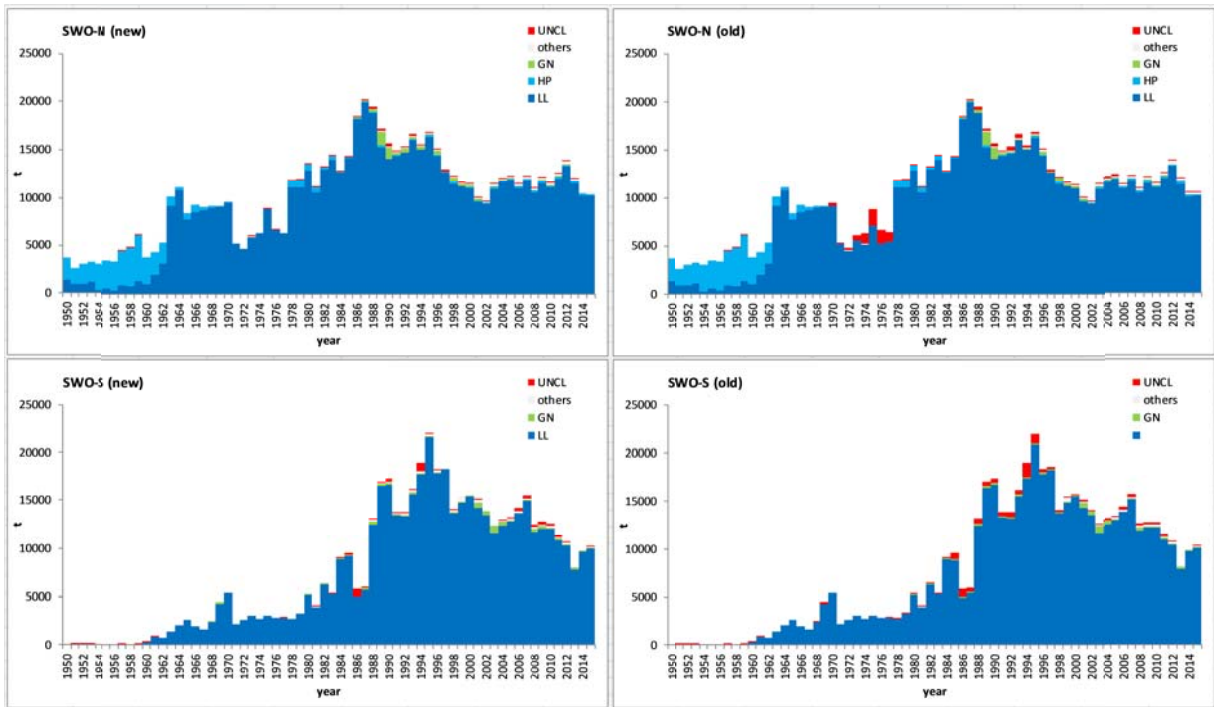 SWO-N (new)
UNCL
others
GN
HP
LL
25000
20000
15000
10000
5000
0
t
1950 1952 1954 1956 1958 1960 1962 1964 1966 1968 1970 1972 1974 1976 1978 1980 1982 1984 1986 1988 1990 1992 1994 1996 1998 2000 2002 2004 2006 2008 2010 2012 2014
year
SWO-N (old)
UNCL
others
GN
HP
LL
25000
20000
15000
10000
5000
0
t
1950 1952 1954 1956 1958 1960 1962 1964 1966 1968 1970 1972 1974 1976 1978 1980 1982 1984 1986 1988 1990 1992 1994 1996 1998 2000 2002 2004 2006 2008 2010 2012 2014
year
SWO-S (new)
UNCL
others
GN
LL
25000
20000
15000
10000
5000
0
t
1950 1952 1954 1956 1958 1960 1962 1964 1966 1968 1970 1972 1974 1976 1978 1980 1982 1984 1986 1988 1990 1992 1994 1996 1998 2000 2002 2004 2006 2008 2010 2012 2014
year
SWO-S (old)
UNCL
others
GN
25000
20000
15000
10000
5000
0
t
1950 1952 1954 1956 1958 1960 1962 1964 1966 1968 1970 1972 1974 1976 1978 1980 1982 1984 1986 1988 1990 1992 1994 1996 1998 2000 2002 2004 2006 2008 2010 2012 2014
year